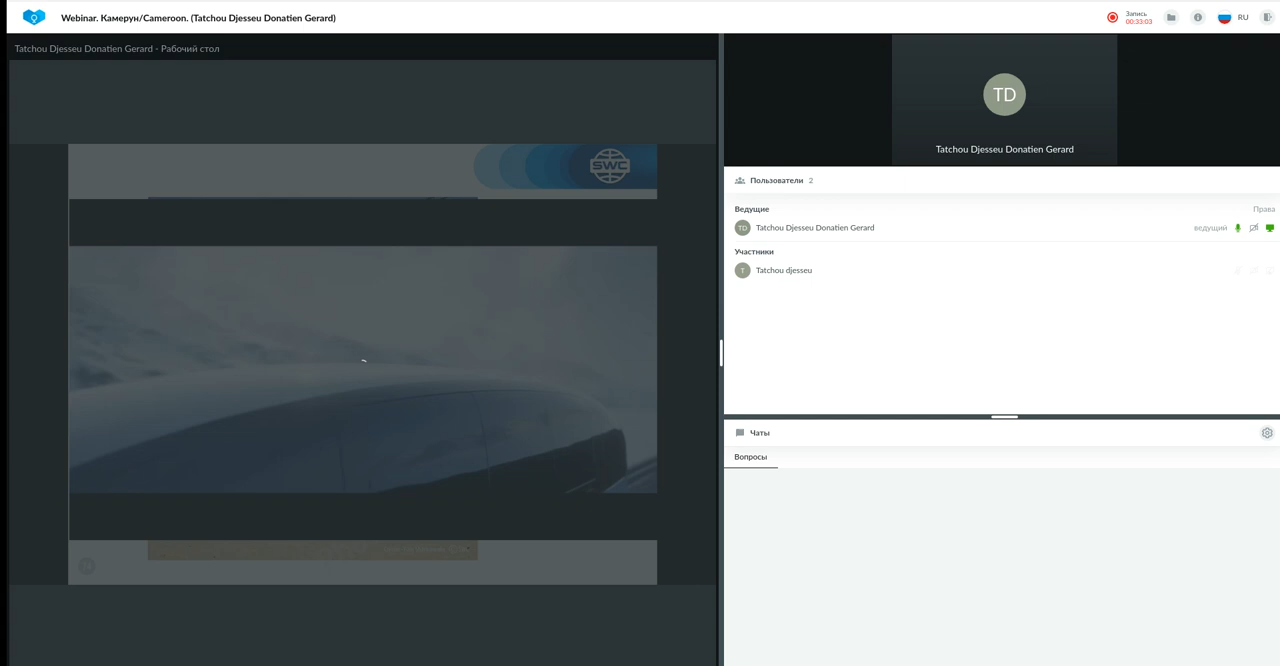 Webinar. Камерун/Cameroon. (Tatchou Djesseu Donatien Gerard)
Запись
00:33:03
RU
Tatchou Djesseu Donatien Gerard - Рабочий стол
SWC
TD
Tatchou Djesseu Donatien Gerard
Пользователи 2
Ведущие Права
TD Tatchou Djesseu Donatien Gerard ведущий
Участники
T Tatchou djesseu
Чаты
Вопросы